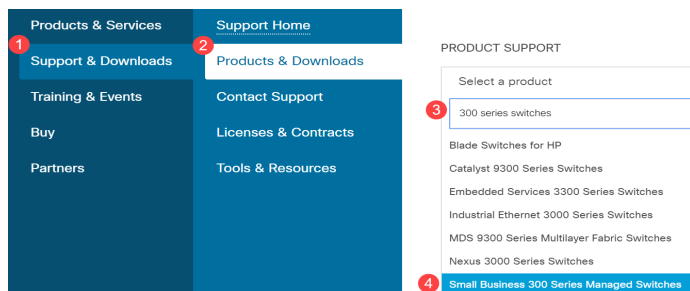 Products & Services
1
Support & Downloads
Training & Events
Buy
Partners
Support Home
2
Products & Downloads
Contact Support
Licenses & Contracts
Tools & Resources
PRODUCT SUPPORT
Select a product
3
300 series switches
Blade Switches for HP
Catalyst 9300 Series Switches
Embedded Services 3300 Series Switches
Industrial Ethernet 3000 Series Switches
MDS 9300 Series Multilayer Fabric Switches
Nexus 3000 Series Switches
4
Small Business 300 Series Managed Switches